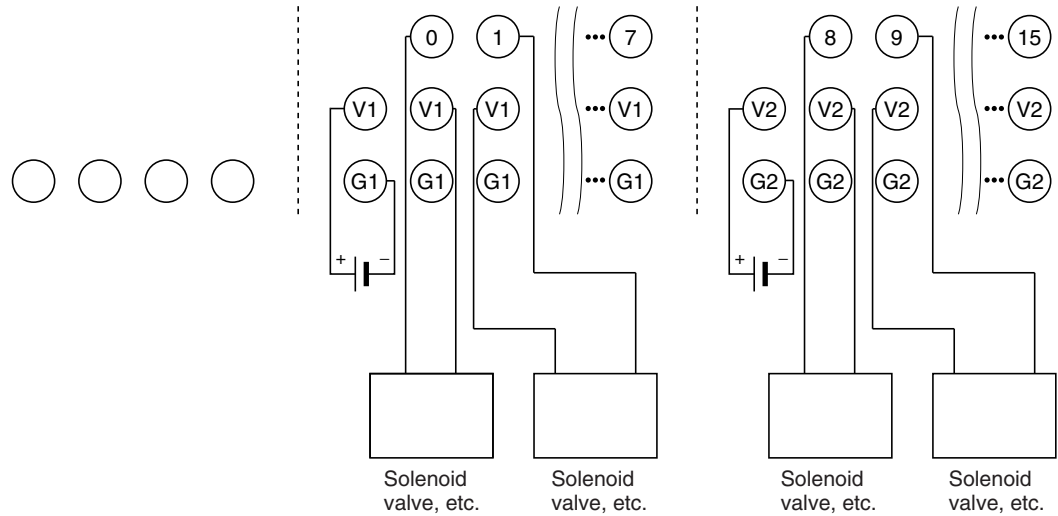 0 1 ••• 7 8 9 ••• 15
V1 V1 V1 ••• V1 V2 V2 V2 ••• V2
G1 G1 G1 ••• G1 G2 G2 G2 ••• G2
+ − + −
Solenoid Solenoid Solenoid Solenoid
valve, etc. valve, etc. valve, etc. valve, etc.